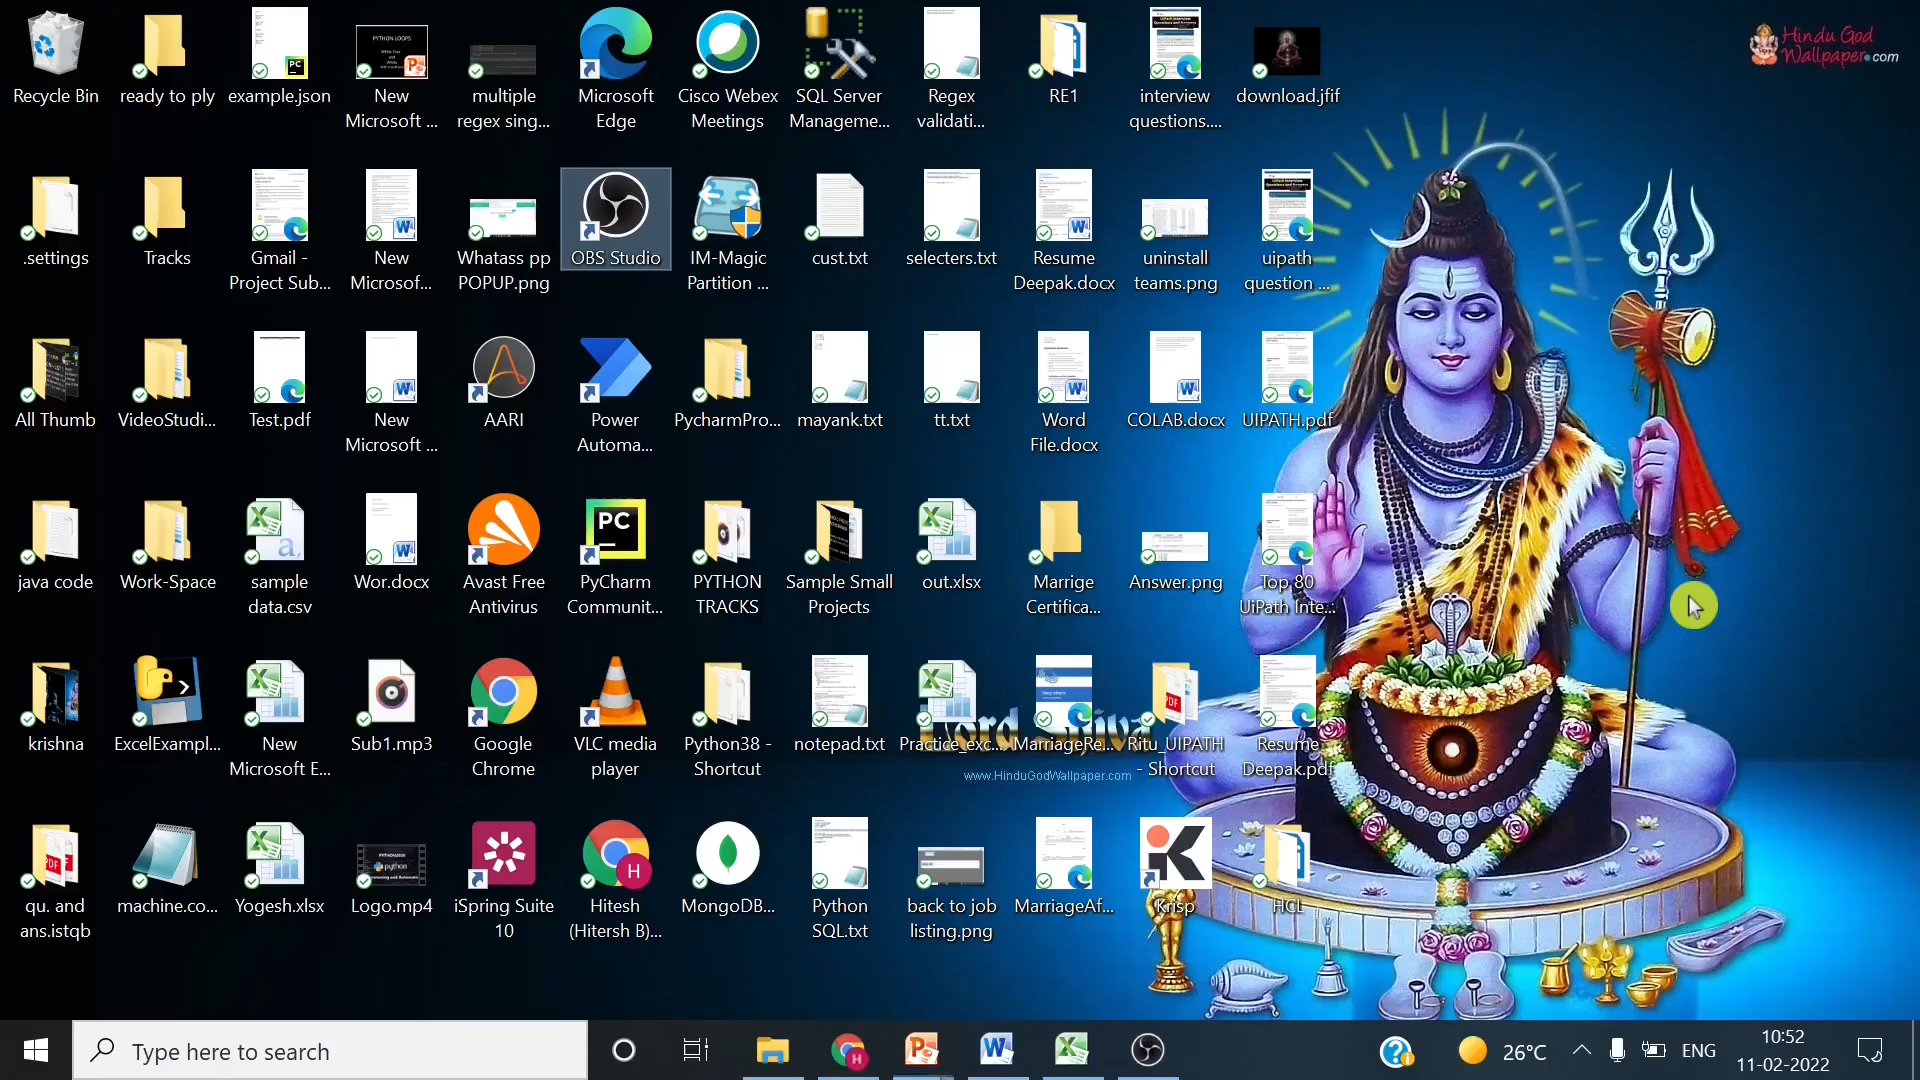 Recycle Bin
ready to ply
example.json
New
Microsoft ...
multiple
regex sing...
Microsoft
Edge
Cisco Webex
Meetings
SQL Server
Manageme...
Regex
validati...
RE1
interview
questions....
download.jfif
Hindu God
Wallpaper.com
PYTHON LOOPS
.settings
Tracks
Gmail -
Project Sub...
New
Microsof...
Whatass pp
POPUP.png
OBS Studio
IM-Magic
Partition ...
cust.txt
selecters.txt
Resume
Deepak.docx
uninstall
teams.png
uipath
question ...
All Thumb
VideoStudi...
Test.pdf
New
Microsoft ...
AARI
Power
Automa...
PycharmPro...
mayank.txt
tt.txt
Word
File.docx
COLAB.docx
UIPATH.pdf
java code
Work-Space
sample
data.csv
Wor.docx
Avast Free
Antivirus
PC
PyCharm
Communit...
PYTHON
TRACKS
Sample Small
Projects
out.xlsx
Marrige
Certifica...
Answer.png
Top 80
UiPath Inte...
krishna
ExcelExampl...
New
Microsoft E...
Sub1.mp3
Google
Chrome
VLC media
player
Python38 -
Shortcut
notepad.txt
Practice_exc...
MarriageRe...
Ritu_UIPATH
- Shortcut
Resume
Deepak.pdf
Lord Shiva
www.HinduGodWallpaper.com
qu. and
ans.istqb
machine.co...
Yogesh.xlsx
Logo.mp4
iSpring Suite
10
Hitesh
(Hitersh B)...
MongoDB...
Python
SQL.txt
back to job
listing.png
MarriageAf...
Krisp
HCL
Type here to search
26°C
ENG
10:52
11-02-2022